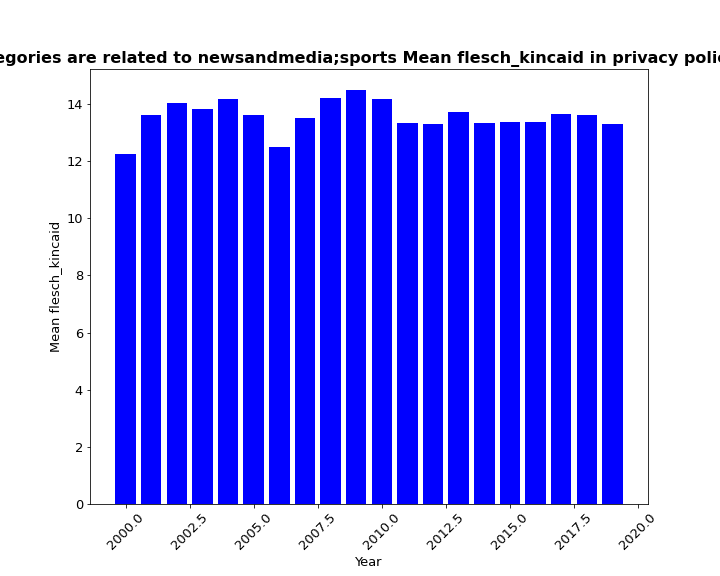 egories are related to newsandmedia;sports Mean flesch_kincaid in privacy polic
14
12
10
8
6
4
2
0
Mean flesch_kincaid
2000.0 2002.5 2005.0 2007.5 2010.0 2012.5 2015.0 2017.5 2020.0
Year